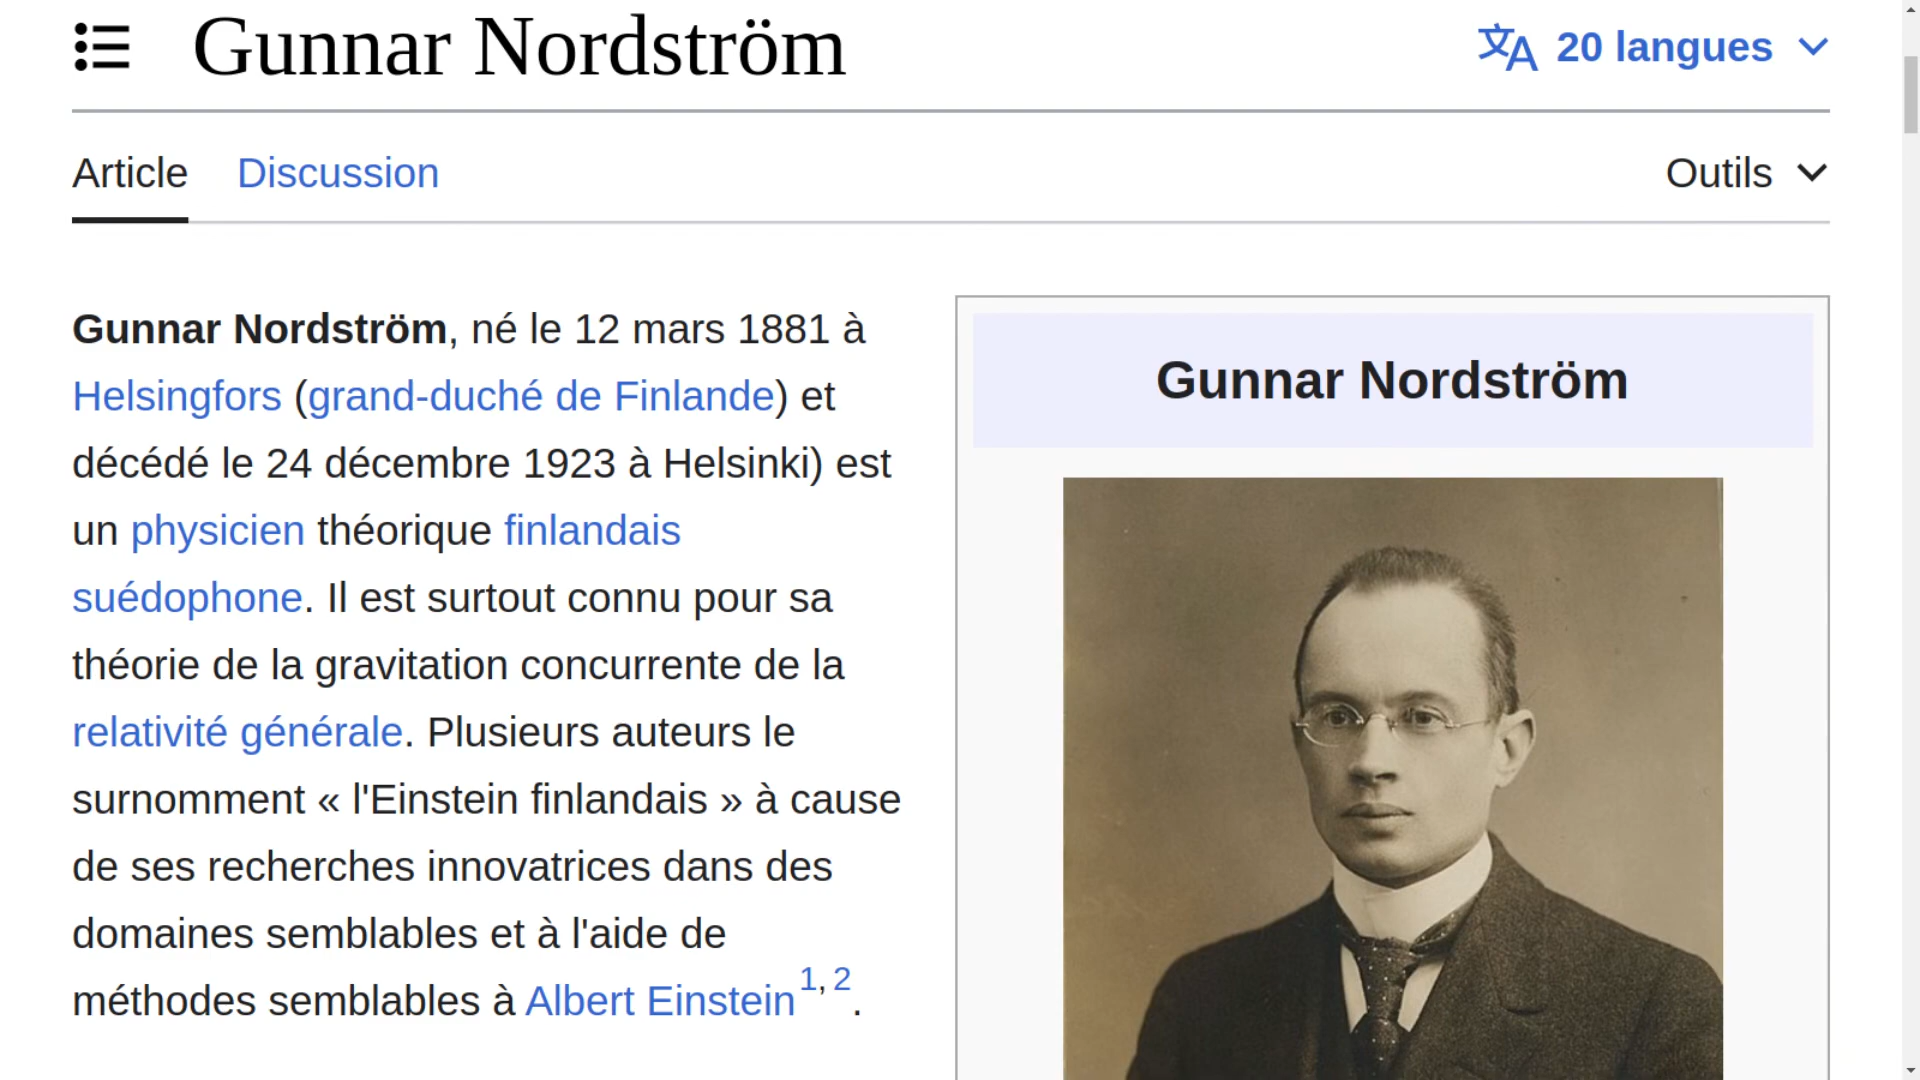 Gunnar Nordström
20 langues
Article Discussion
Outils
Gunnar Nordström, né le 12 mars 1881 à
Helsingfors (grand-duché de Finlande) et
décédé le 24 décembre 1923 à Helsinki) est
un physicien théorique finlandais
suédophone. Il est surtout connu pour sa
théorie de la gravitation concurrente de la
relativité générale. Plusieurs auteurs le
surnomment « l'Einstein finlandais » à cause
de ses recherches innovatrices dans des
domaines semblables et à l'aide de
méthodes semblables à Albert Einstein1, 2.
Gunnar Nordström